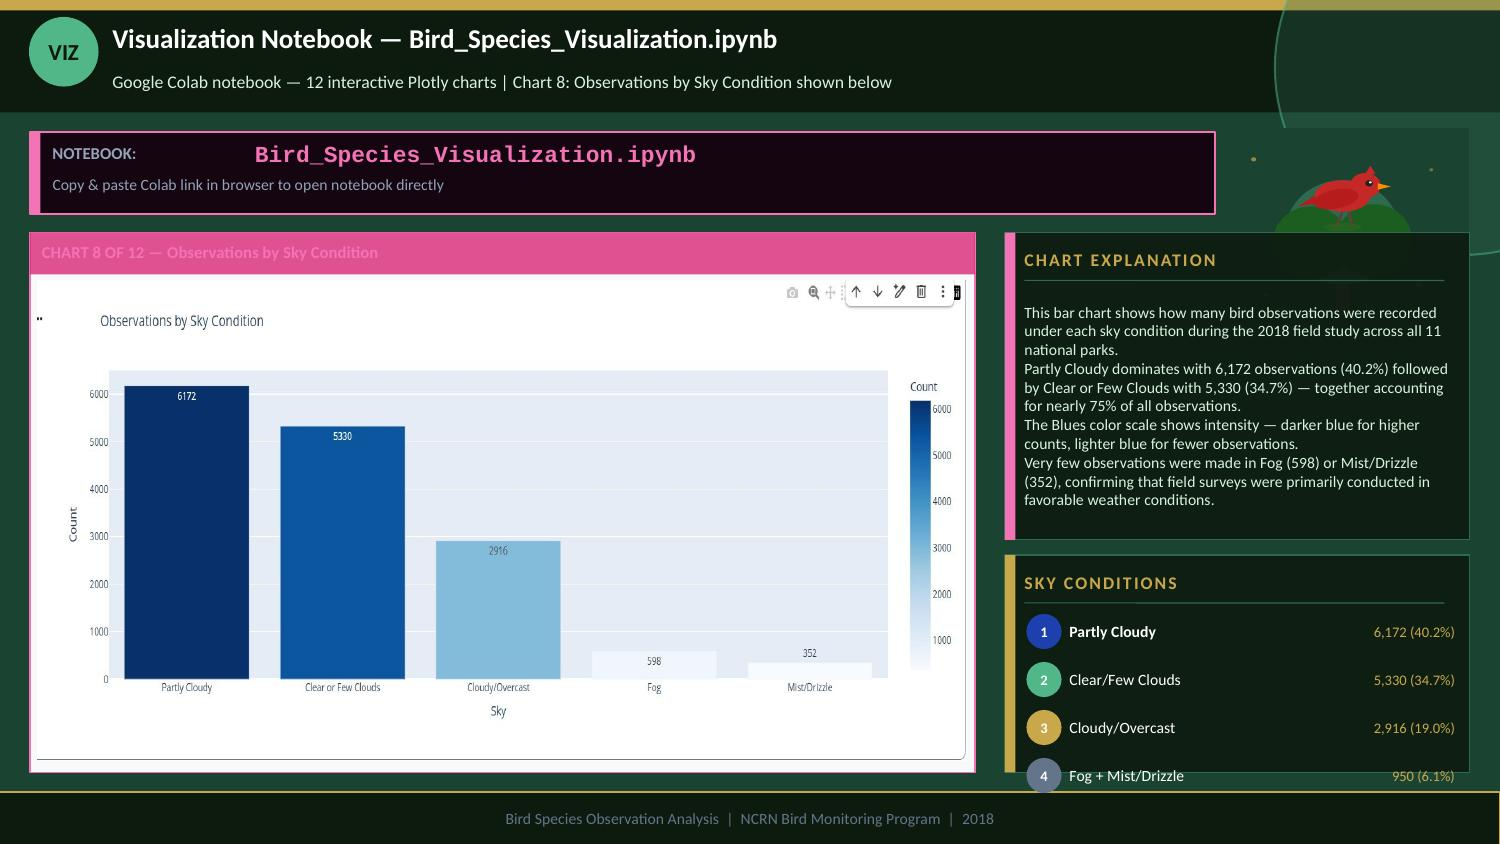 VIZ
Visualization Notebook — Bird_Species_Visualization.ipynb
Google Colab notebook — 12 interactive Plotly charts | Chart 8: Observations by Sky Condition shown below
NOTEBOOK: Bird_Species_Visualization.ipynb
Copy & paste Colab link in browser to open notebook directly
CHART 8 OF 12 — Observations by Sky Condition
Observations by Sky Condition
Count
6000
5000
4000
3000
2000
1000
0
6172
5330
2916
598
352
Partly Cloudy
Clear or Few Clouds
Cloudy/Overcast
Fog
Mist/Drizzle
Sky
Count
6000
5000
4000
3000
2000
1000
CHART EXPLANATION
This bar chart shows how many bird observations were recorded
under each sky condition during the 2018 field study across all 11
national parks.
Partly Cloudy dominates with 6,172 observations (40.2%) followed
by Clear or Few Clouds with 5,330 (34.7%) — together accounting
for nearly 75% of all observations.
The Blues color scale shows intensity — darker blue for higher
counts, lighter blue for fewer observations.
Very few observations were made in Fog (598) or Mist/Drizzle
(352), confirming that field surveys were primarily conducted in
favorable weather conditions.
SKY CONDITIONS
1 Partly Cloudy 6,172 (40.2%)
2 Clear/Few Clouds 5,330 (34.7%)
3 Cloudy/Overcast 2,916 (19.0%)
4 Fog + Mist/Drizzle 950 (6.1%)
Bird Species Observation Analysis | NCRN Bird Monitoring Program | 2018